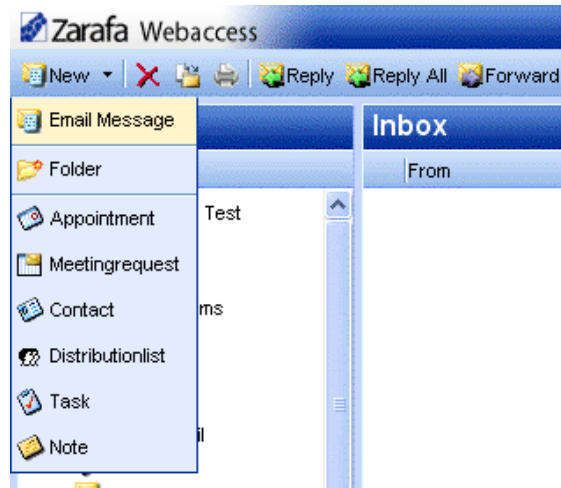 Zarafa Webaccess
New Reply Reply All Forward
Email Message
Inbox
Folder
From
Appointment
Test
Meetingrequest
Contact
ms
Distributionlist
Task
Note
il